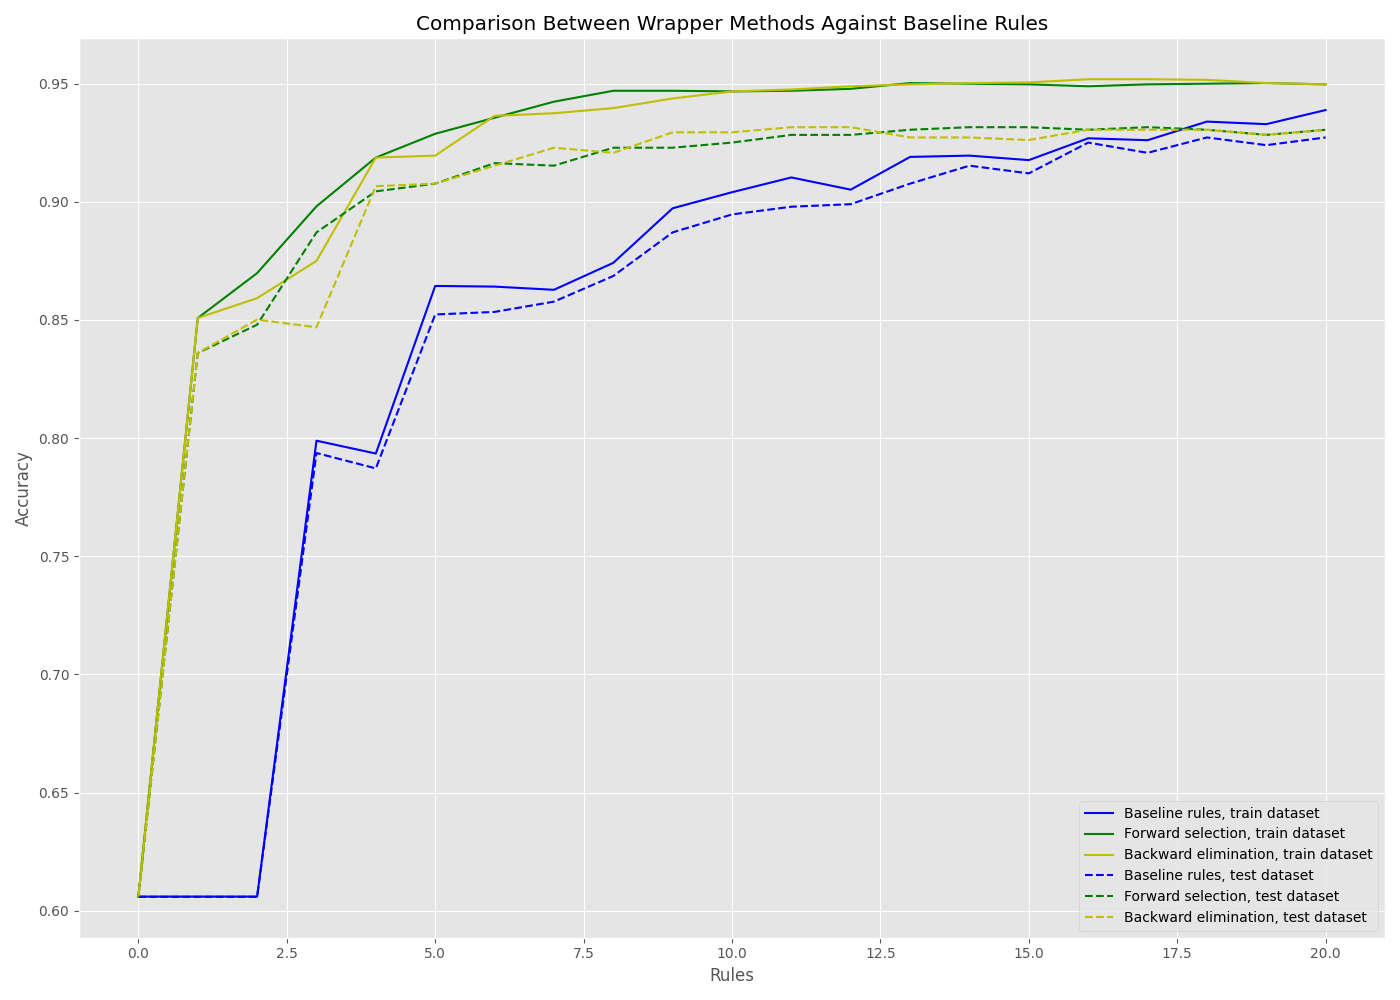 Comparison Between Wrapper Methods Against Baseline Rules
0.95
0.90
0.85
0.80
0.75
0.70
0.65
0.60
Accuracy
0.0
2.5
5.0
7.5
10.0
12.5
15.0
17.5
20.0
Rules
Baseline rules, train dataset
Forward selection, train dataset
Backward elimination, train dataset
Baseline rules, test dataset
Forward selection, test dataset
Backward elimination, test dataset